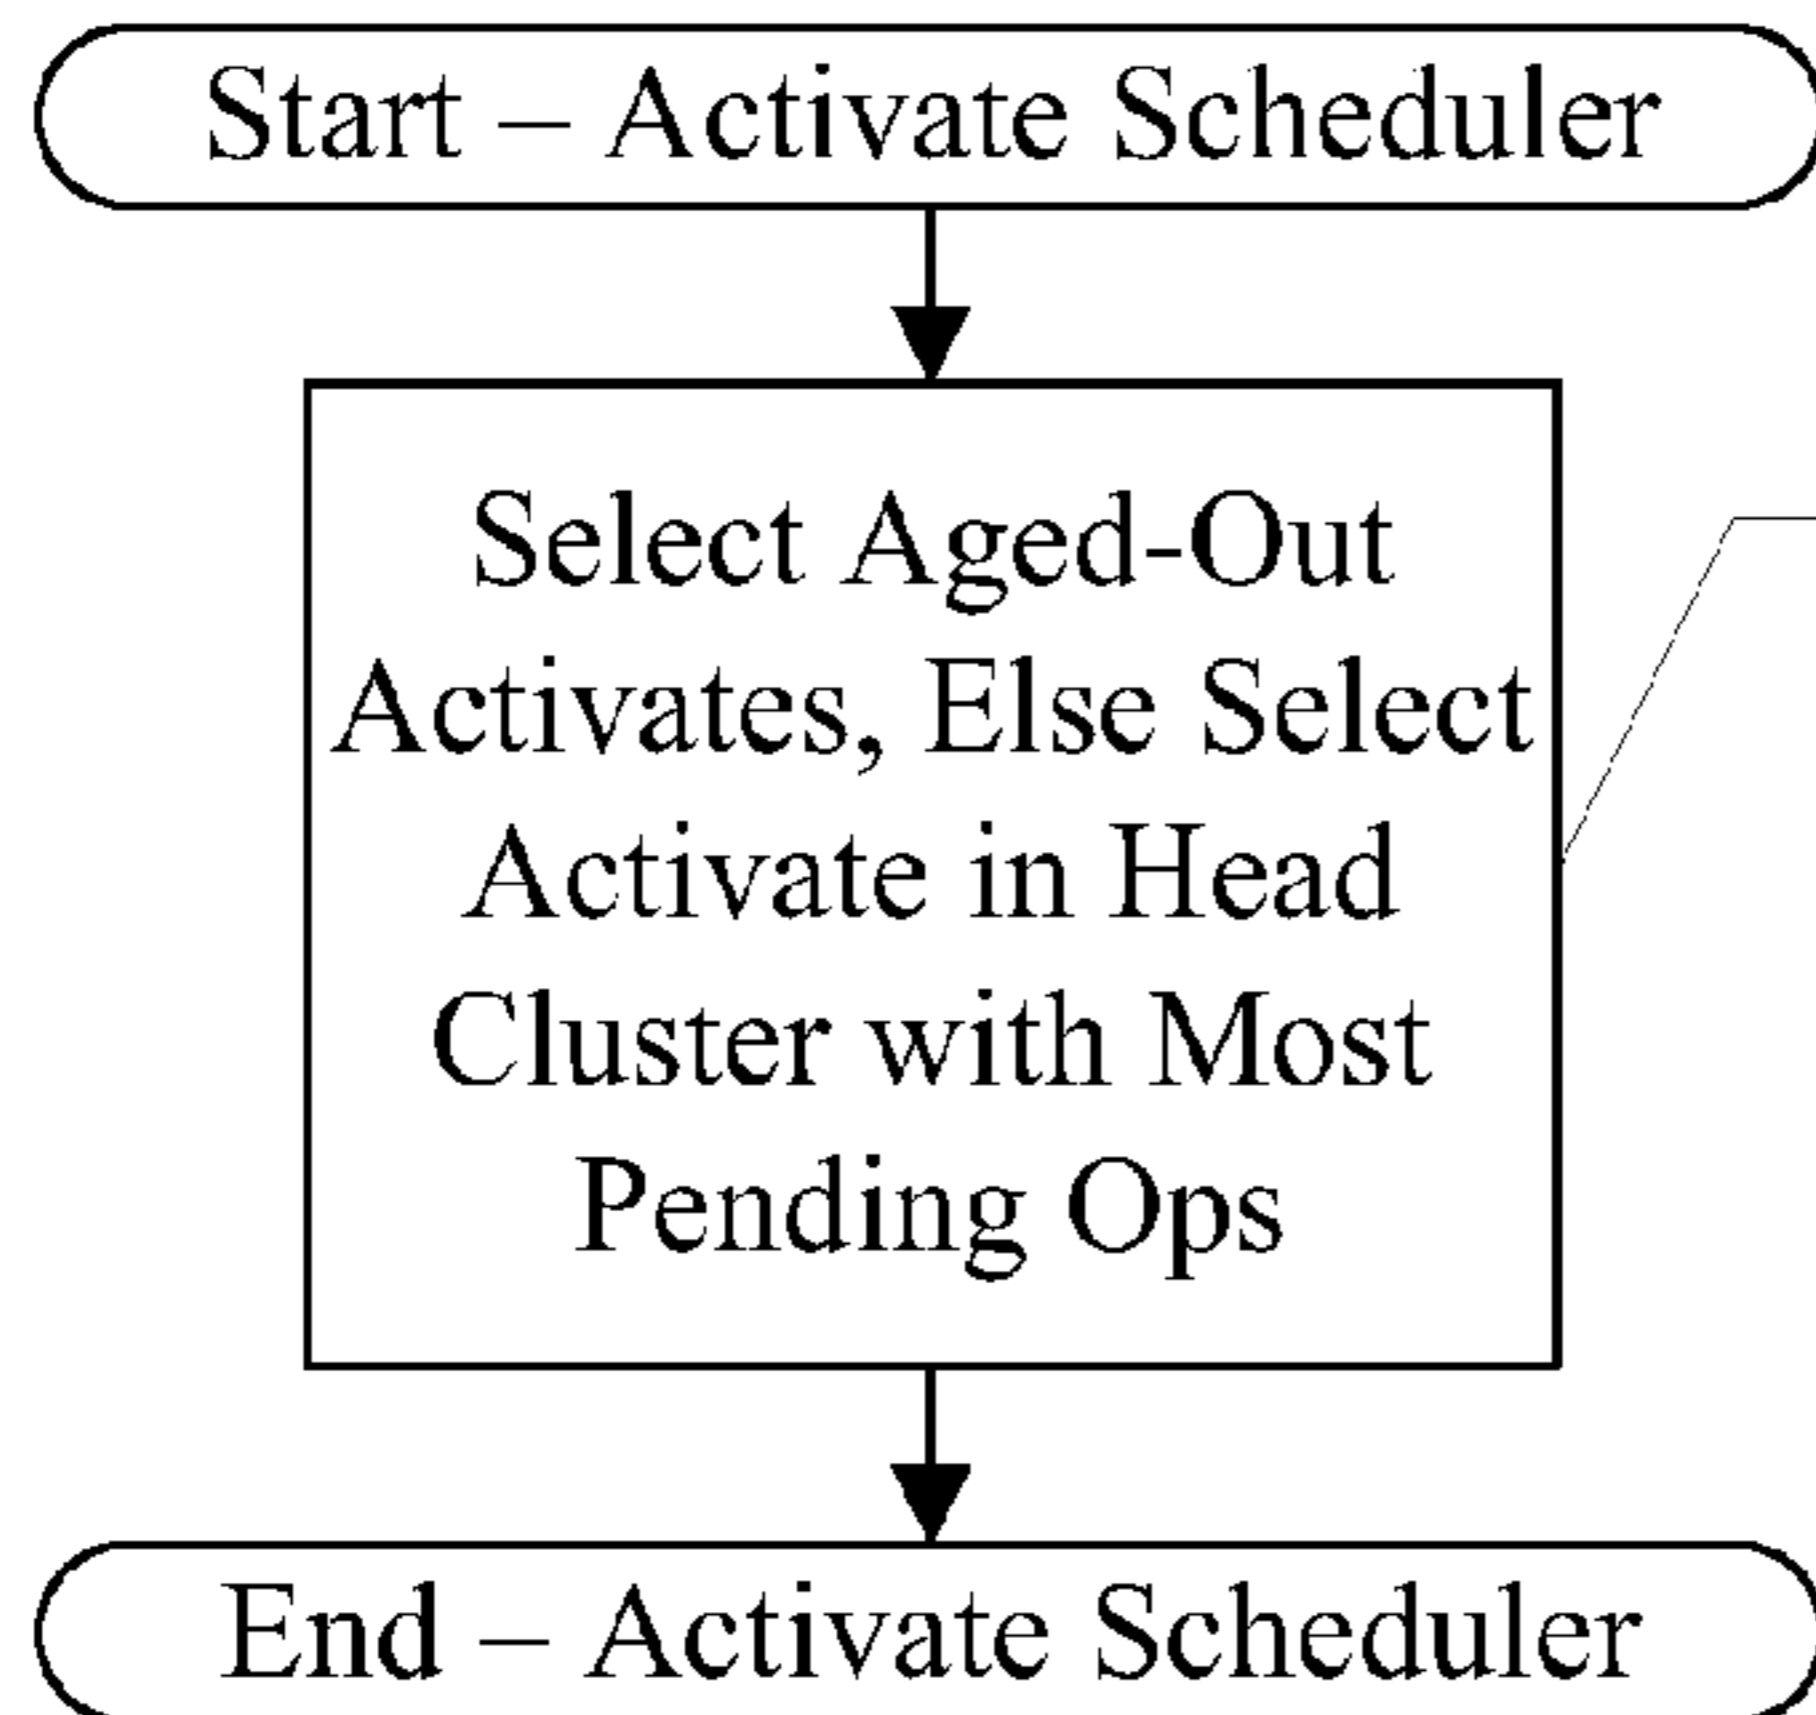 Start – Activate Scheduler
Select Aged-Out
Activates, Else Select
Activate in Head
Cluster with Most
Pending Ops
End – Activate Scheduler